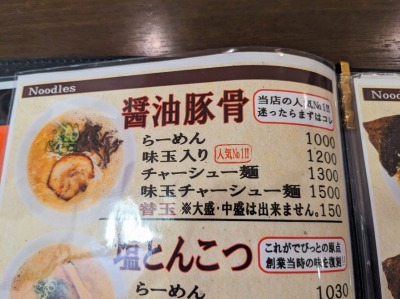 Noodles
醤油豚骨
当店の人気No1!!
迷ったらまずはコレ
らーめん 1000
味玉入り 人気No1!! 1200
チャーシュー麺 1300
味玉チャーシュー麺 1500
替玉 ※大盛・中盛は出来ません。150
塩とんこつ
これがでびっとの原点
創業当時の味を復刻!!
らーめん 1030
Noodles